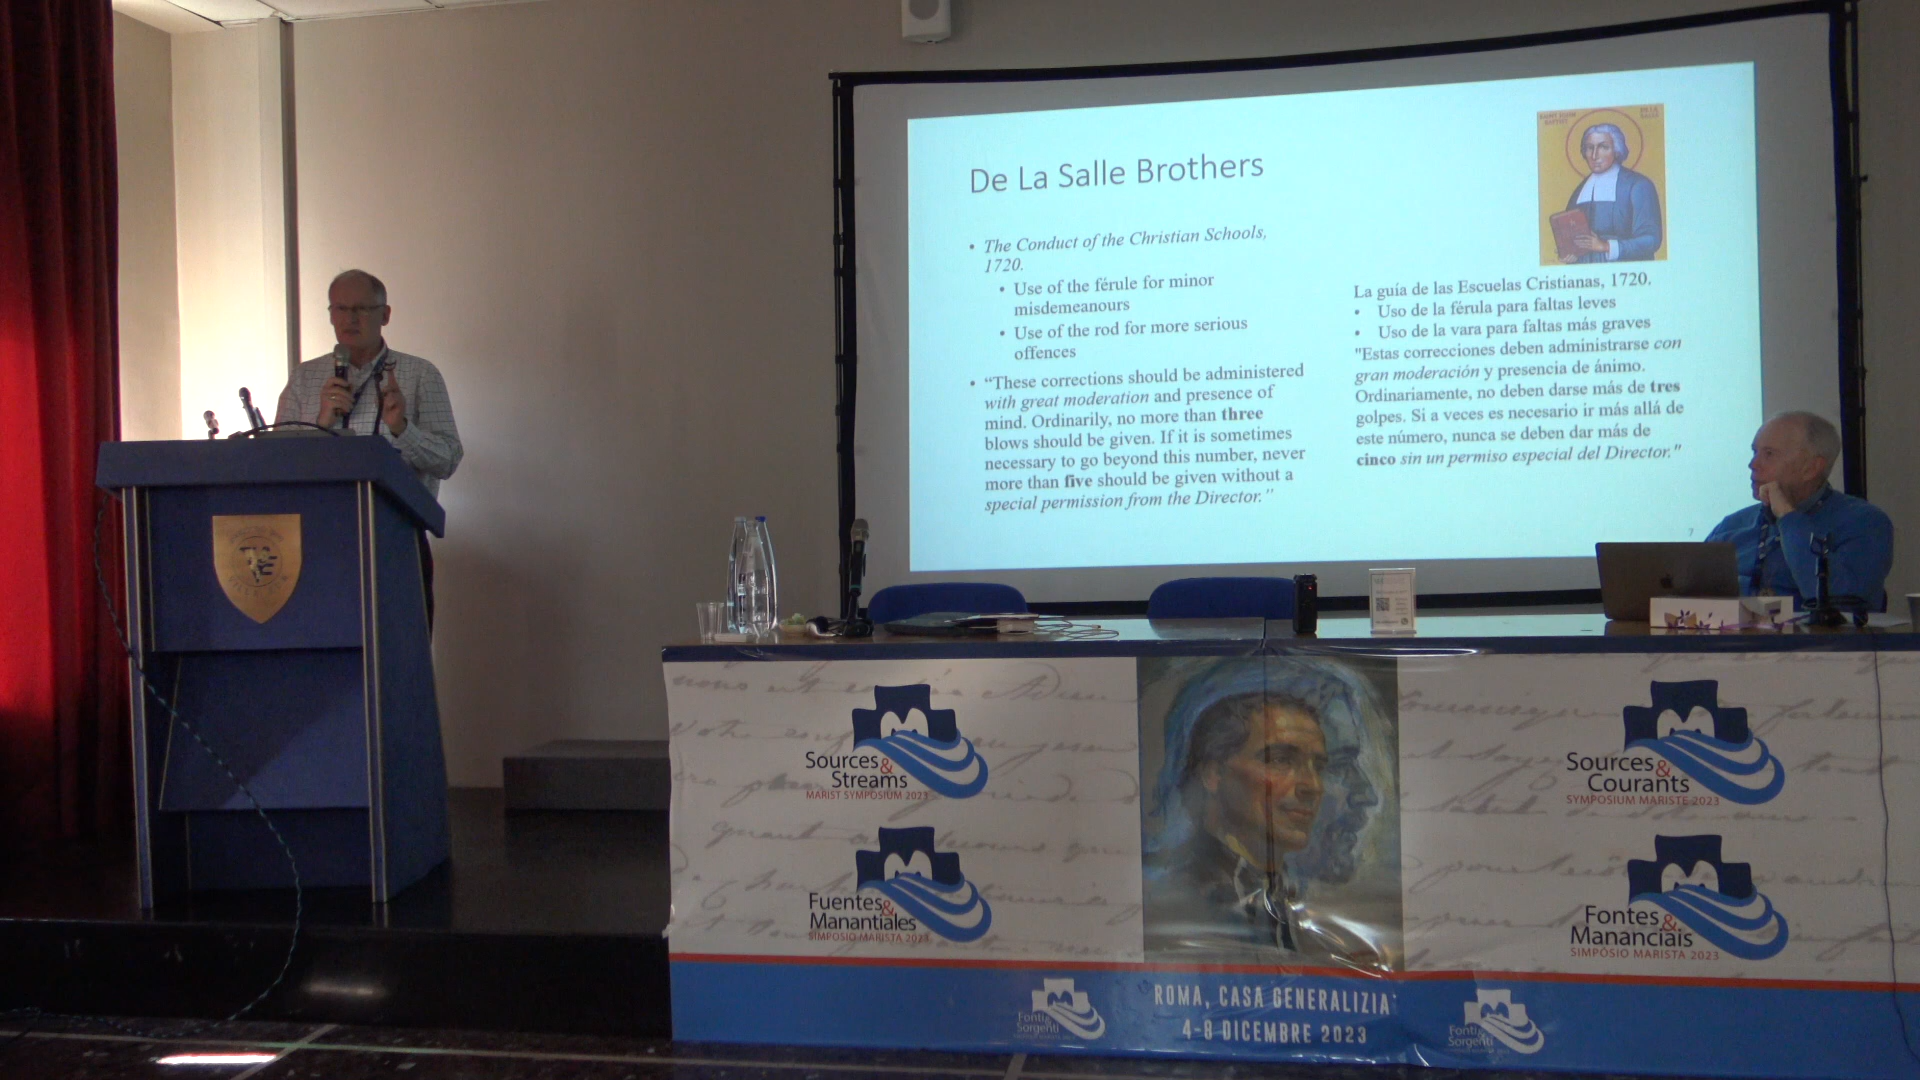 De La Salle Brothers
• The Conduct of the Christian Schools,
1720.
• Use of the férule for minor
misdemeanours
• Use of the rod for more serious
offences
• “These corrections should be administered
with great moderation and presence of
mind. Ordinarily, no more than three
blows should be given. If it is sometimes
necessary to go beyond this number, never
more than five should be given without a
special permission from the Director.”
La guía de las Escuelas Cristianas, 1720.
• Uso de la férula para faltas leves
• Uso de la vara para faltas más graves
"Estas correcciones deben administrarse con
gran moderación y presencia de ánimo.
Ordinariamente, no deben darse más de tres
golpes. Si a veces es necesario ir más allá de
este número, nunca se deben dar más de
cinco sin un permiso especial del Director."
7
Sources&
Streams
MARIST SYMPOSIUM 2023
Fuentes&
Manantiales
SIMPOSIO MARISTA 2023
Sources&
Courants
SYMPOSIUM MARISTE 2023
Fontes&
Mananciais
SIMPÓSIO MARISTA 2023
Fonti&
Sorgenti
ROMA, CASA GENERALIZIA
4-8 DICEMBRE 2023
Fonti&
Sorgenti